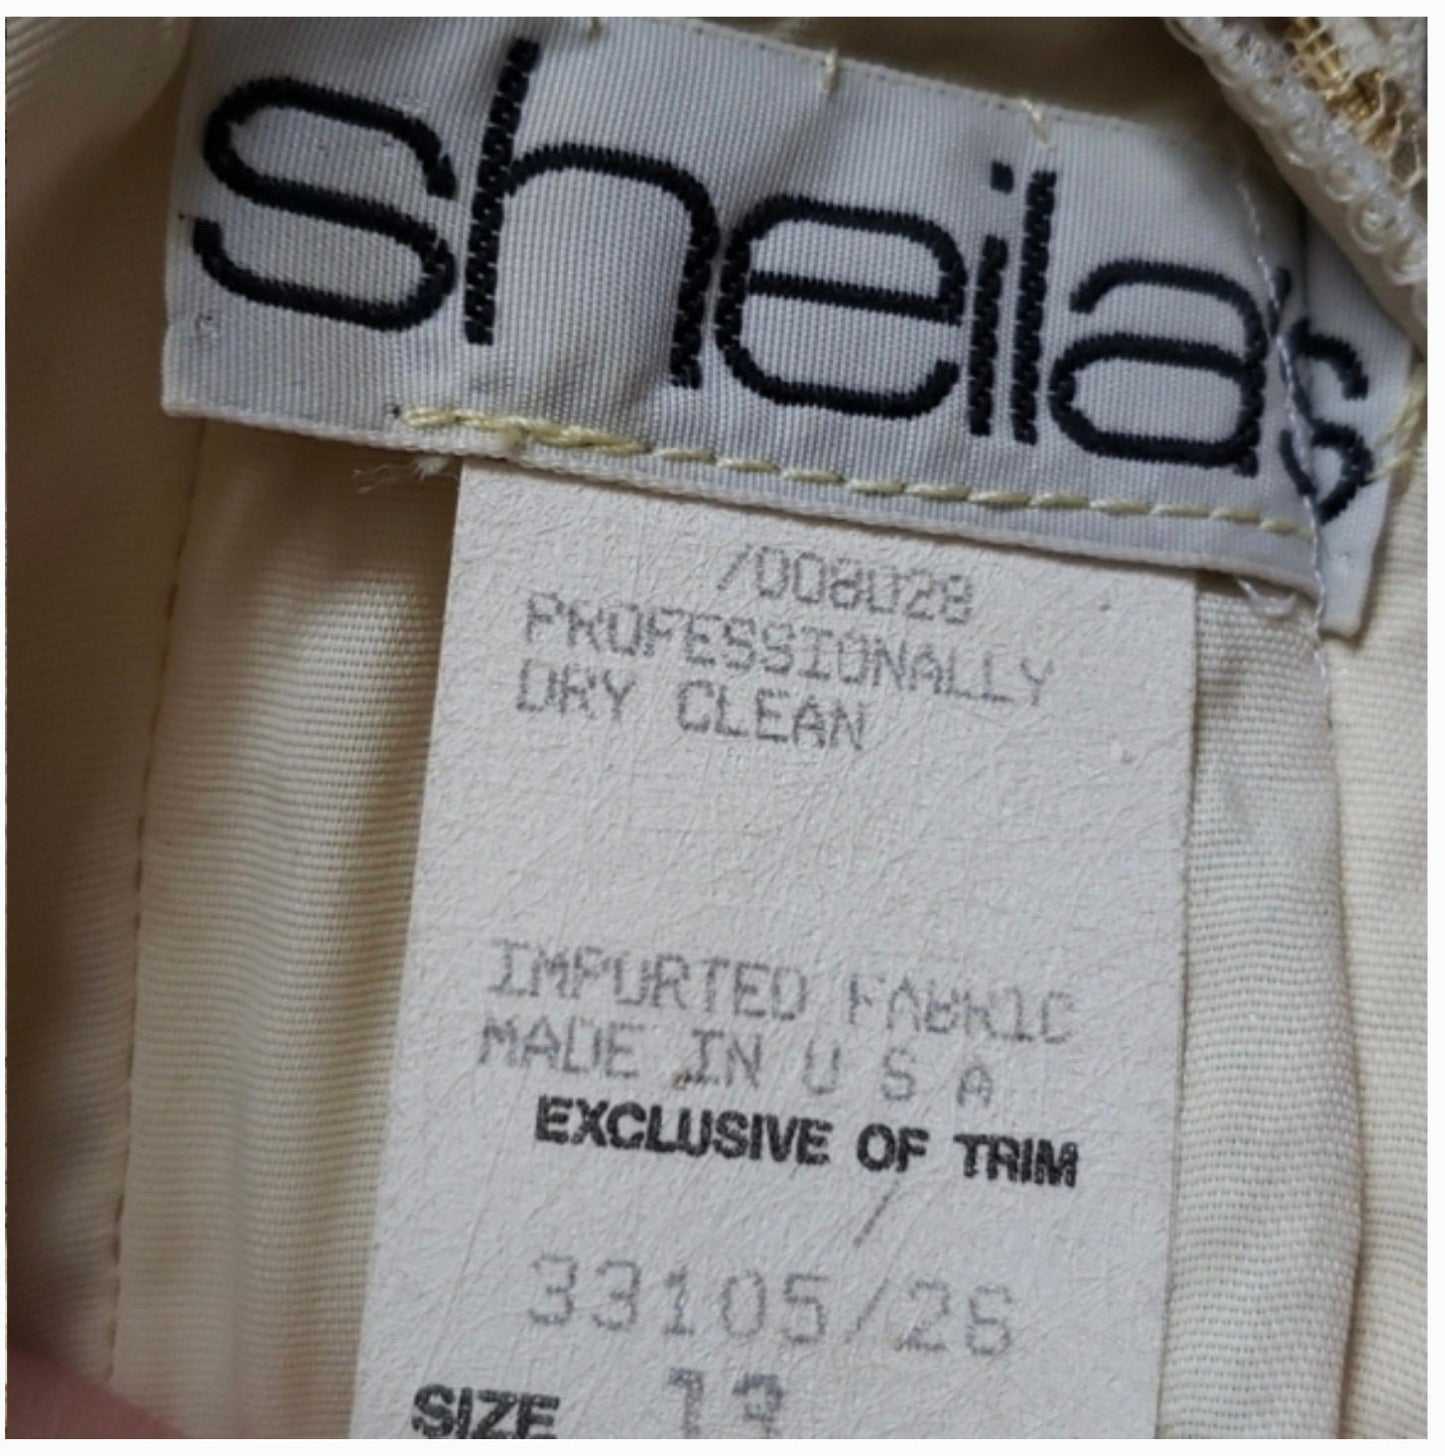 sheila's
/008028
PROFESSIONALLY
DRY CLEAN
IMPORTED FABRIC
MADE IN U S A
EXCLUSIVE OF TRIM
33105/26
SIZE 13